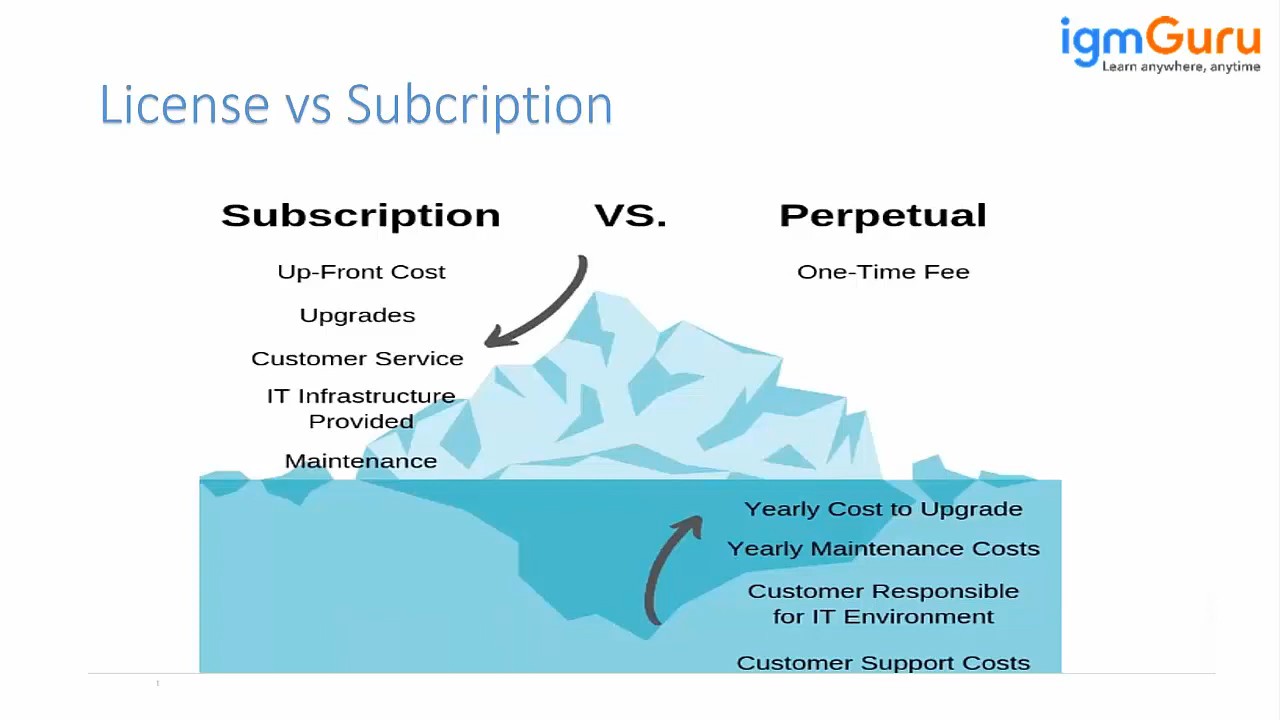 igmGuru
Learn anywhere, anytime
License vs Subcription
Subscription VS. Perpetual
Up-Front Cost
Upgrades
Customer Service
IT Infrastructure
Provided
Maintenance
One-Time Fee
Yearly Cost to Upgrade
Yearly Maintenance Costs
Customer Responsible
for IT Environment
Customer Support Costs